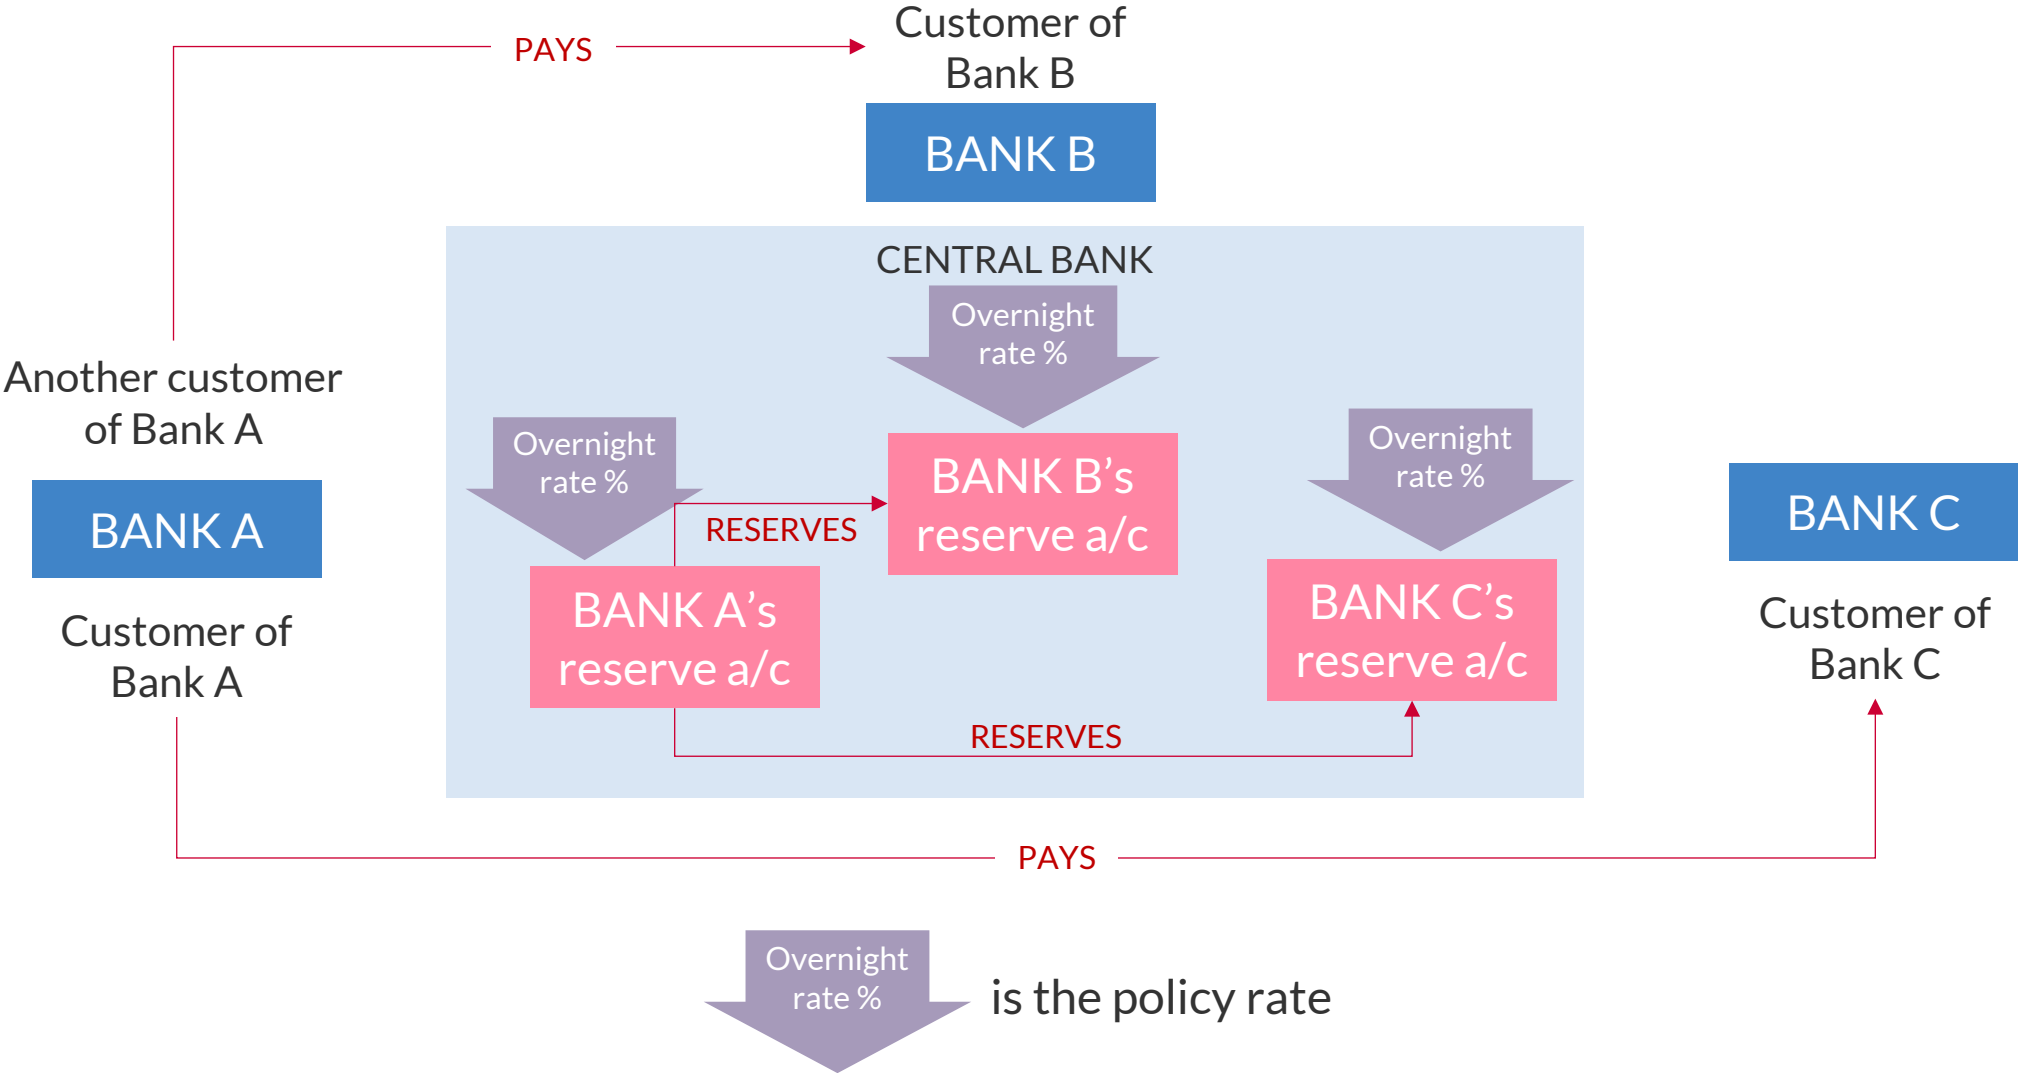 Customer of
Bank B
PAYS
BANK B
CENTRAL BANK
Overnight
rate %
Another customer
of Bank A
Overnight
rate %
Overnight
rate %
BANK A
RESERVES
BANK B’s
reserve a/c
BANK C
BANK A’s
reserve a/c
BANK C’s
reserve a/c
Customer of
Bank A
Customer of
Bank C
RESERVES
PAYS
Overnight
rate %
is the policy rate